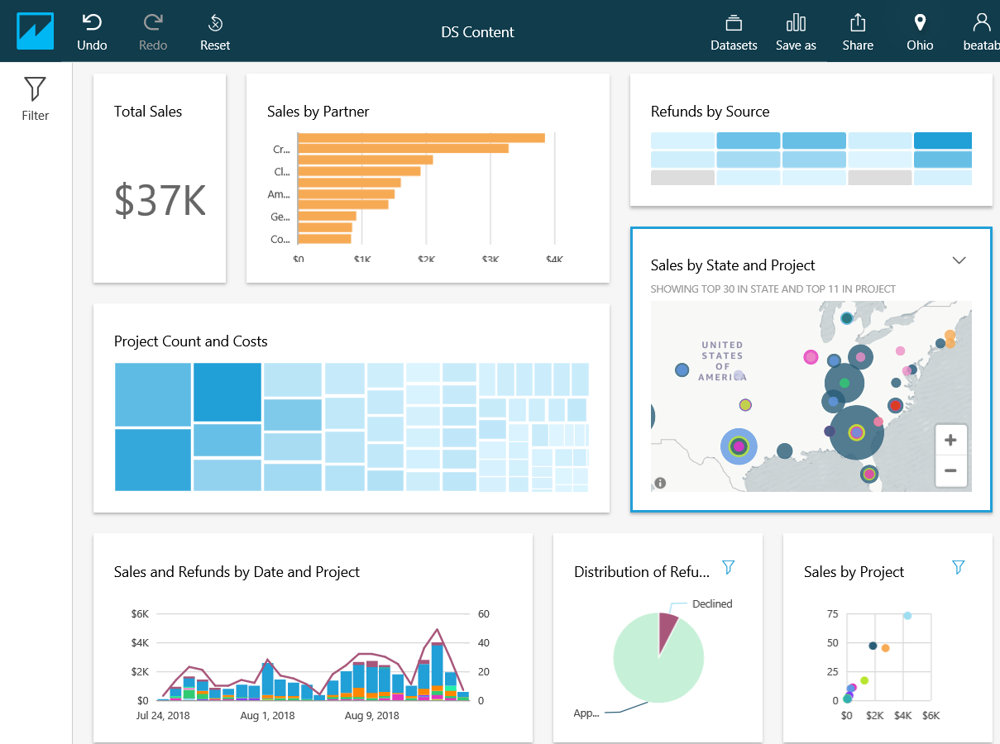 Undo
Redo
Reset
DS Content
Datasets
Save as
Share
Ohio
beatab
Filter
Total Sales
$37K
Sales by Partner
Cr...
Cl...
Am...
Ge...
Co...
$0 $1K $2K $3K $4K
Refunds by Source
Sales by State and Project
SHOWING TOP 30 IN STATE AND TOP 11 IN PROJECT
UNITED
STATES
OF
AMERICA
Project Count and Costs
Sales and Refunds by Date and Project
$6K 60
$4K 40
$2K 20
$0 0
Jul 24, 2018 Aug 1, 2018 Aug 9, 2018
Distribution of Refu...
Declined
App...
Sales by Project
75
50
25
0
$0 $2K $4K $6K